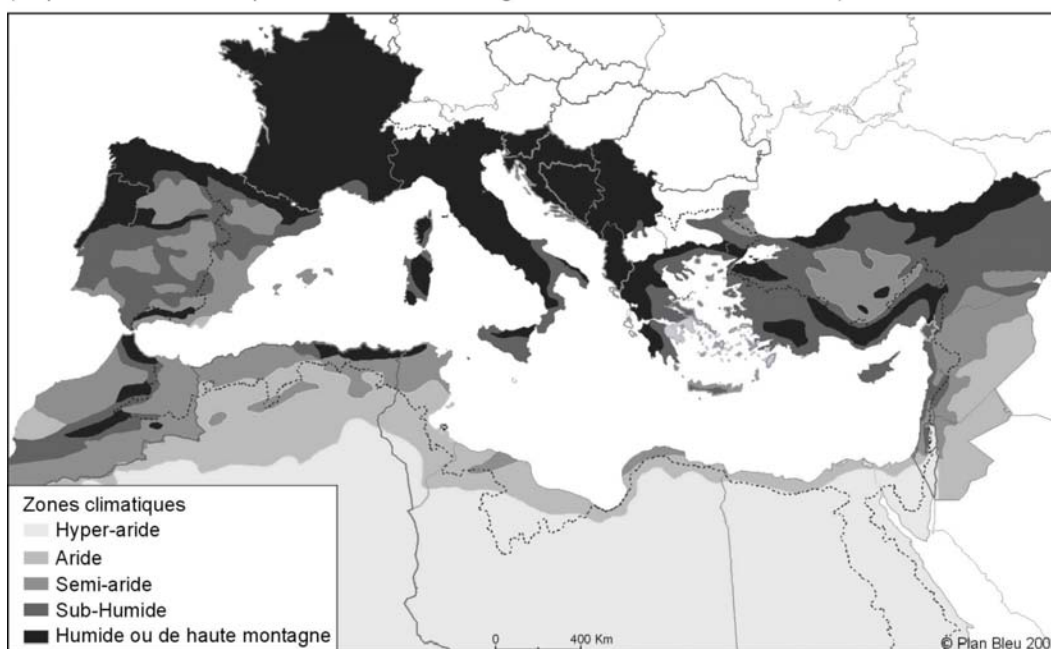 Zones climatiques
Hyper-aride
Aride
Semi-aride
Sub-Humide
Humide ou de haute montagne
0 400 Km
© Plan Bleu 200